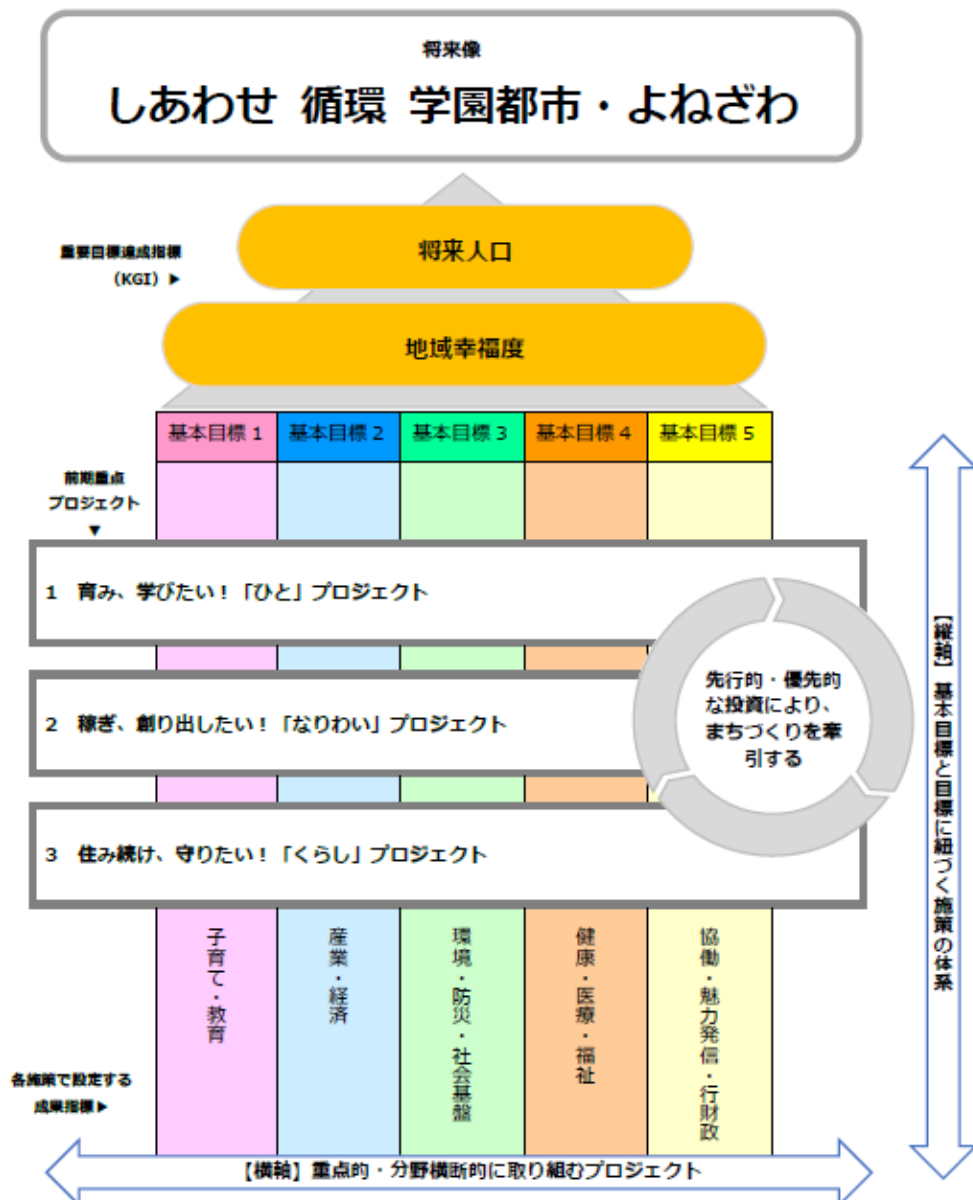 将来像
しあわせ 循環 学園都市・よねざわ
重要目標達成指標
（KGI）▶
将来人口
地域幸福度
基本目標1
基本目標2
基本目標3
基本目標4
基本目標5
前期重点
プロジェクト
▼
1 育み、学びたい！「ひと」プロジェクト
2 稼ぎ、創り出したい！「なりわい」プロジェクト
3 住み続け、守りたい！「くらし」プロジェクト
先行的・優先的
な投資により、
まちづくりを牽
引する
子育て・教育
産業・経済
環境・防災・社会基盤
健康・医療・福祉
協働・魅力発信・行財政
各施策で設定する
成果指標▶
【縦軸】基本目標と目標に紐づく施策の体系
【横軸】重点的・分野横断的に取り組むプロジェクト